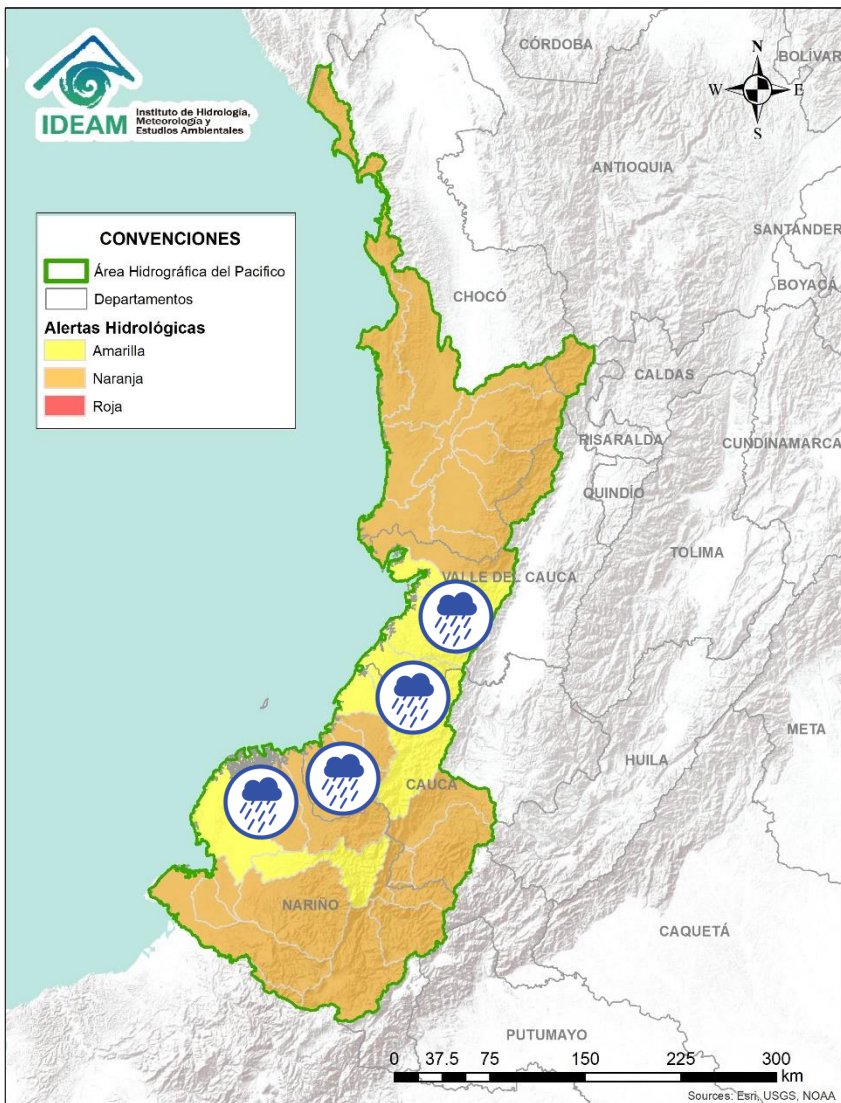 IDEAM
Instituto de Hidrología,
Meteorología y
Estudios Ambientales
CÓRDOBA
BOLÍVAR
N
W
E
S
ANTIOQUIA
SANTANDER
BOYACÁ
CONVENCIONES
Área Hidrográfica del Pacifico
Departamentos
Alertas Hidrológicas
Amarilla
Naranja
Roja
CHOCÓ
CALDAS
RISARALDA
CUNDINAMARCA
QUINDÍO
TOLIMA
VALLE DEL CAUCA
META
HUILA
CAUCA
NARIÑO
CAQUETÁ
PUTUMAYO
0 37.5 75 150 225 300
km
Sources: Esri, USGS, NOAA